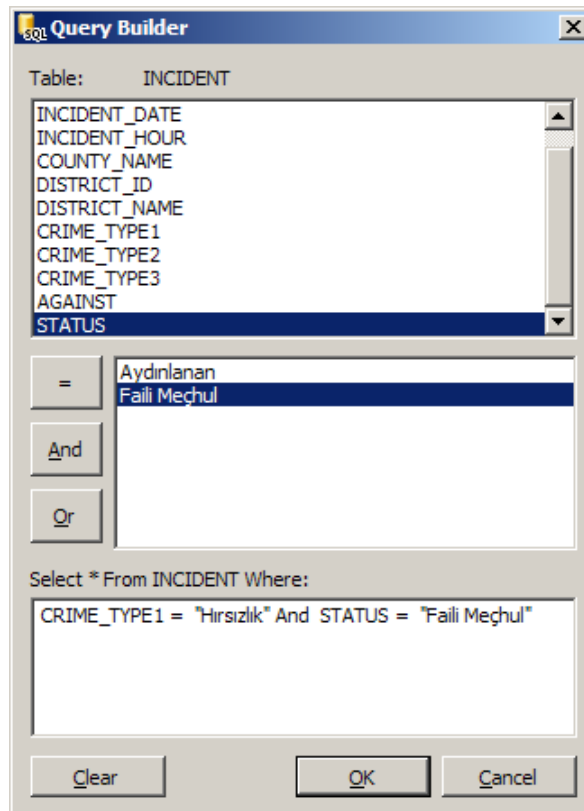 SQL Query Builder
Table: INCIDENT
INCIDENT_DATE
INCIDENT_HOUR
COUNTY_NAME
DISTRICT_ID
DISTRICT_NAME
CRIME_TYPE1
CRIME_TYPE2
CRIME_TYPE3
AGAINST
STATUS
=
Aydınlanan
Faili Meçhul
And
Or
Select * From INCIDENT Where:
CRIME_TYPE1 = "Hırsızlık" And STATUS = "Faili Meçhul"
Clear OK Cancel